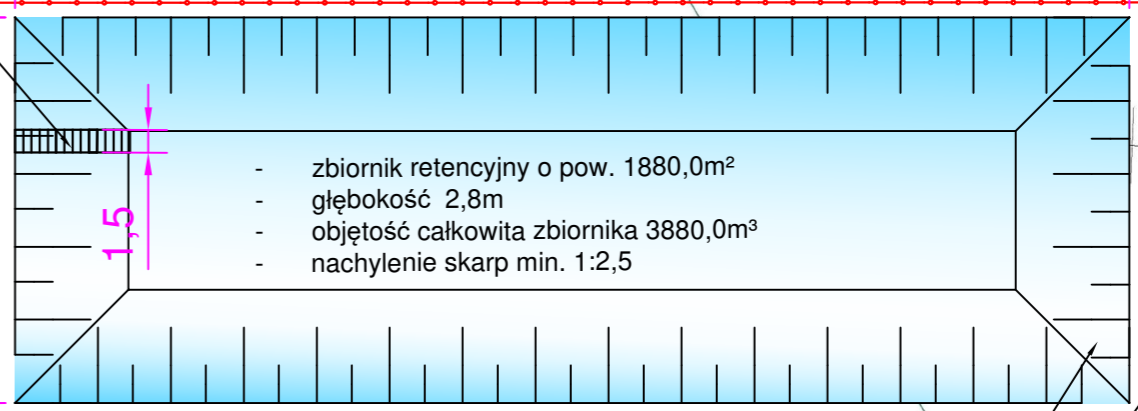 - zbiornik retencyjny o pow. 1880,0m²
- głębokość 2,8m
- objętość całkowita zbiornika 3880,0m³
- nachylenie skarp min. 1:2,5
1,5